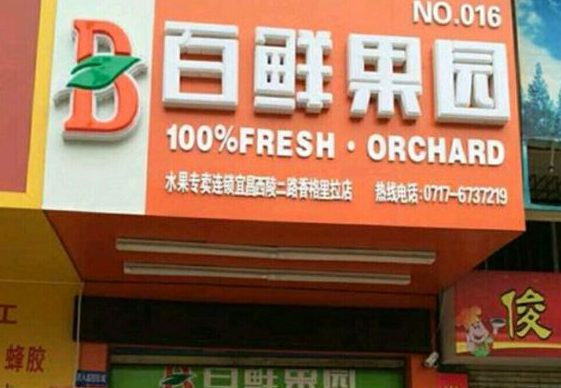 NO.016
B
百鲜果园
100%FRESH·ORCHARD
水果专卖连锁宜昌西陵二路香格里拉店 热线电话:0717-6737219
俊
工
蜂胶
百鲜果园